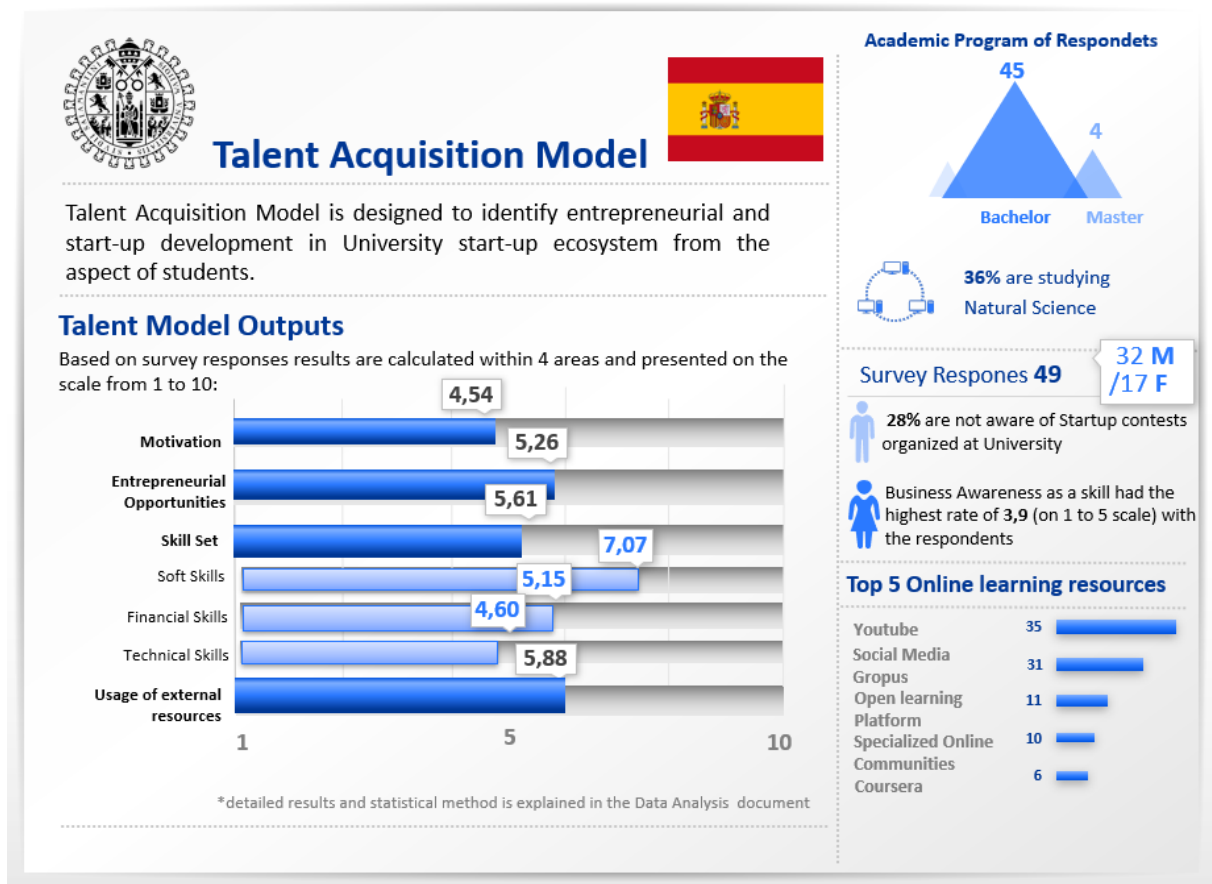 Talent Acquisition Model
Talent Acquisition Model is designed to identify entrepreneurial and
start-up development in University start-up ecosystem from the
aspect of students.
Talent Model Outputs
Based on survey responses results are calculated within 4 areas and presented on the
scale from 1 to 10:
4,54
Motivation
5,26
Entrepreneurial
Opportunities
5,61
Skill Set
7,07
Soft Skills
5,15
Financial Skills
4,60
Technical Skills
5,88
Usage of external
resources
1
5
10
*detailed results and statistical method is explained in the Data Analysis document
Academic Program of Respondets
45
4
Bachelor
Master
36% are studying
Natural Science
Survey Respones 49
32 M
/17 F
28% are not aware of Startup contests
organized at University
Business Awareness as a skill had the
highest rate of 3,9 (on 1 to 5 scale) with
the respondents
Top 5 Online learning resources
Youtube 35
Social Media
Gropus 31
Open learning
Platform 11
Specialized Online
Communities 10
Coursera 6